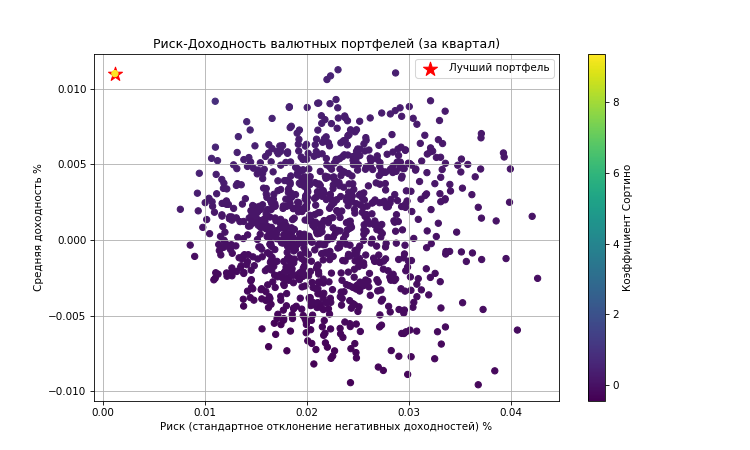 Риск-Доходность валютных портфелей (за квартал)
Лучший портфель
Средняя доходность %
0.010
0.005
0.000
−0.005
−0.010
0.00 0.01 0.02 0.03 0.04
Риск (стандартное отклонение негативных доходностей) %
8
6
4
2
0
Коэффициент Сортино